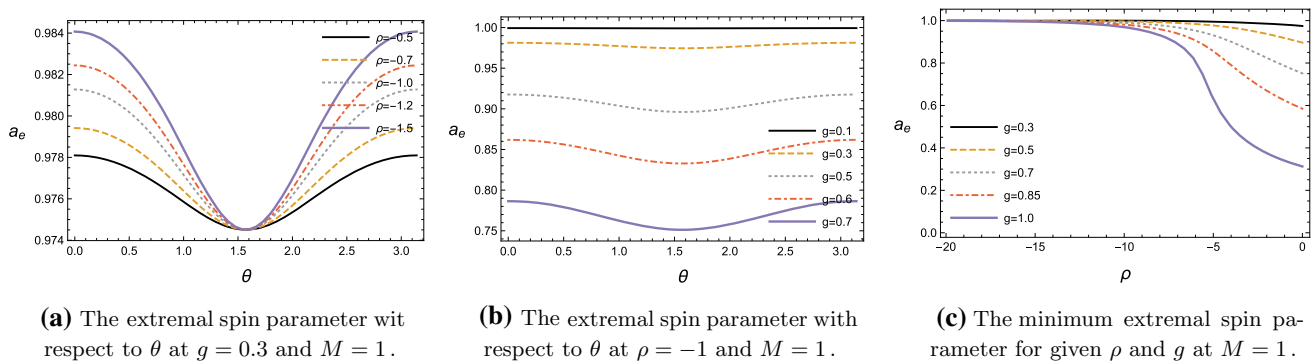 0.984
0.982
0.980
0.978
0.976
0.974
a_e
ρ=-0.5
ρ=-0.7
ρ=-1.0
ρ=-1.2
ρ=-1.5
0.0 0.5 1.0 1.5 2.0 2.5 3.0
θ
(a) The extremal spin parameter wit
respect to θ at g = 0.3 and M = 1.
1.00
0.95
0.90
0.85
0.80
0.75
a_e
g=0.1
g=0.3
g=0.5
g=0.6
g=0.7
0.0 0.5 1.0 1.5 2.0 2.5 3.0
θ
(b) The extremal spin parameter with
respect to θ at ρ = −1 and M = 1.
1.0
0.8
0.6
0.4
0.2
0.0
a_e
g=0.3
g=0.5
g=0.7
g=0.85
g=1.0
-20 -15 -10 -5 0
ρ
(c) The minimum extremal spin pa-
rameter for given ρ and g at M = 1.